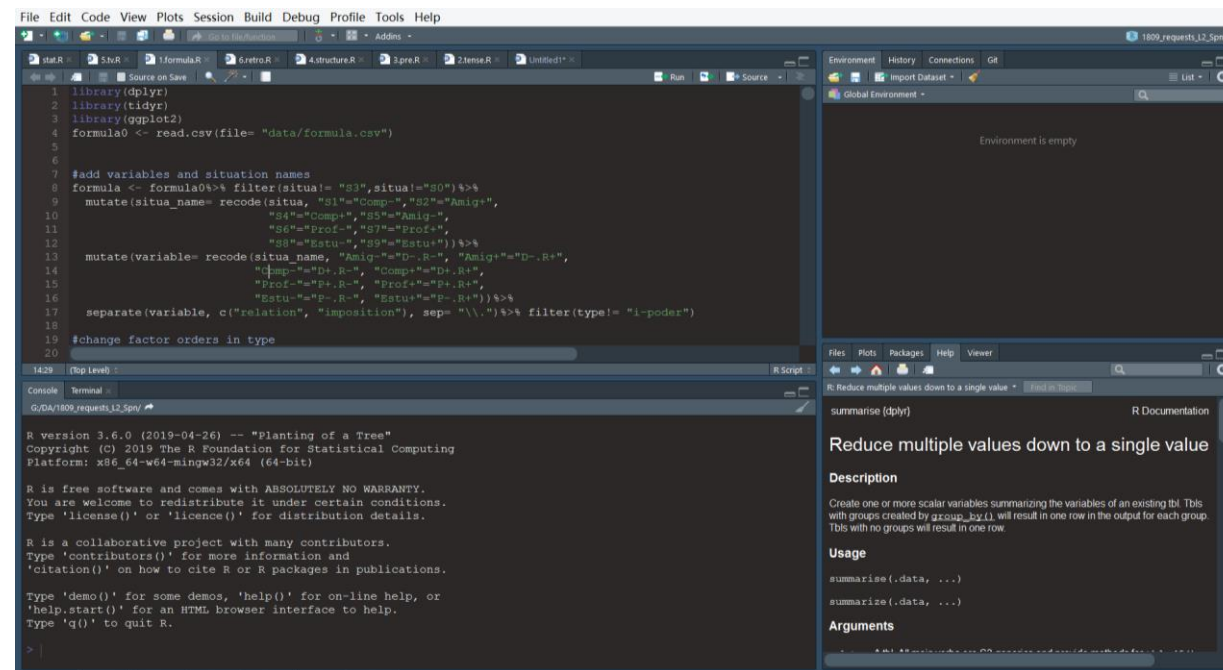 File Edit Code View Plots Session Build Debug Profile Tools Help
Go to file/function Addins
1809_requests_L2_Spn
stat.R 5.tv.R 1.formula.R 6.retro.R 4.structure.R 3.pre.R 2.tense.R Untitled1*
Source on Save Run Source
1 library(dplyr)
2 library(tidyr)
3 library(ggplot2)
4 formula0 <- read.csv(file= "data/formula.csv")
5
6
7 #add variables and situation names
8 formula <- formula0%>% filter(situa!= "S3",situa!="S0")%>%
9 mutate(situa_name= recode(situa, "S1"="Comp-","S2"="Amig+",
10 "S4"="Comp+","S5"="Amig-",
11 "S6"="Prof-","S7"="Prof+",
12 "S8"="Estu-","S9"="Estu+"))%>%
13 mutate(variable= recode(situa_name, "Amig-"="D-.R-", "Amig+"="D-.R+",
14 "Comp-"="D+.R-", "Comp+"="D+.R+",
15 "Prof-"="P+.R-", "Prof+"="P+.R+",
16 "Estu-"="P-.R-", "Estu+"="P-.R+"))%>%
17 separate(variable, c("relation", "imposition"), sep= "\\.")%>% filter(type!= "i-poder")
18
19 #change factor orders in type
20
14:29 (Top Level) R Script
Console Terminal
G:/DA/1809_requests_L2_Spn/
R version 3.6.0 (2019-04-26) -- "Planting of a Tree"
Copyright (C) 2019 The R Foundation for Statistical Computing
Platform: x86_64-w64-mingw32/x64 (64-bit)
R is free software and comes with ABSOLUTELY NO WARRANTY.
You are welcome to redistribute it under certain conditions.
Type 'license()' or 'licence()' for distribution details.
R is a collaborative project with many contributors.
Type 'contributors()' for more information and
'citation()' on how to cite R or R packages in publications.
Type 'demo()' for some demos, 'help()' for on-line help, or
'help.start()' for an HTML browser interface to help.
Type 'q()' to quit R.
>
Environment History Connections Git
Import Dataset List
Global Environment
Environment is empty
Files Plots Packages Help Viewer
R: Reduce multiple values down to a single value Find in Topic
summarise {dplyr} R Documentation
Reduce multiple values down to a single value
Description
Create one or more scalar variables summarizing the variables of an existing tbl. Tbls
with groups created by group_by() will result in one row in the output for each group.
Tbls with no groups will result in one row.
Usage
summarise(.data, ...)
summarize(.data, ...)
Arguments